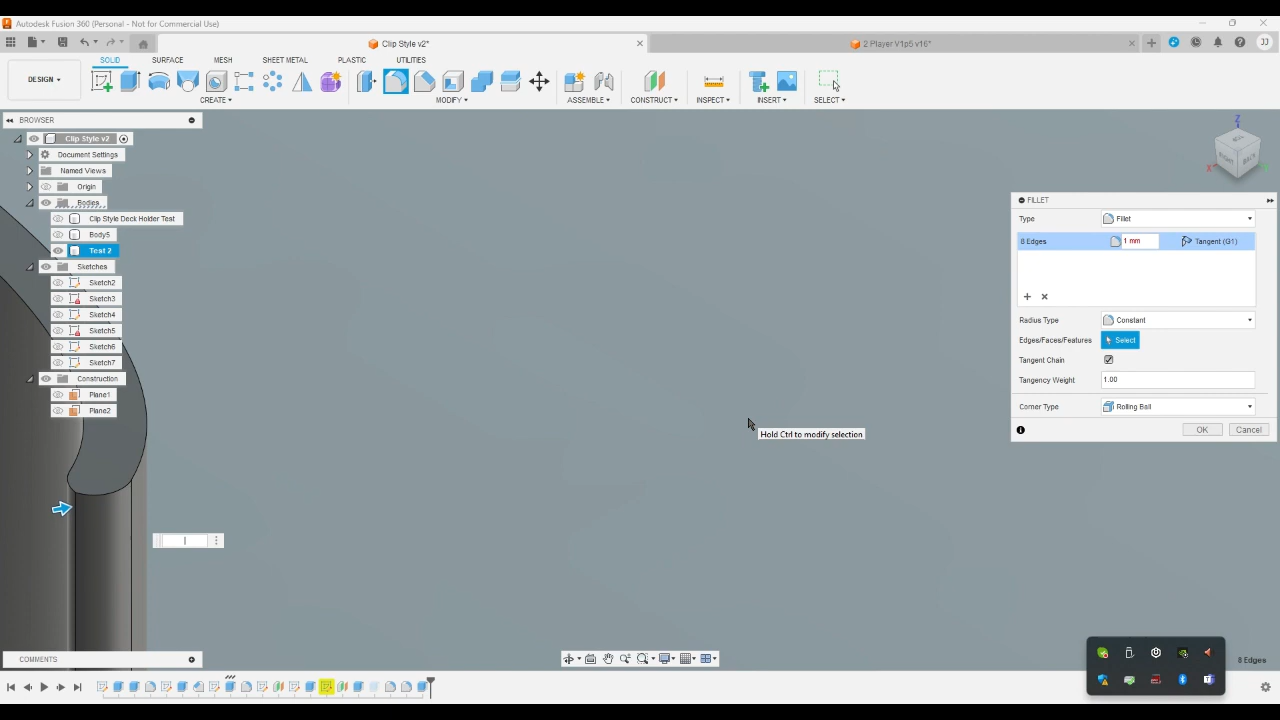 Autodesk Fusion 360 (Personal - Not for Commercial Use)
Clip Style v2*
2 Player V1p5 v16*
JJ
DESIGN
SOLID
SURFACE
MESH
SHEET METAL
PLASTIC
UTILITIES
CREATE
MODIFY
ASSEMBLE
CONSTRUCT
INSPECT
INSERT
SELECT
BROWSER
Clip Style v2
Document Settings
Named Views
Origin
Bodies
Clip Style Deck Holder Test
Body5
Test 2
Sketches
Sketch2
Sketch3
Sketch4
Sketch5
Sketch6
Sketch7
Construction
Plane1
Plane2
Z
RIGHT
BACK
X
FILLET
Type
Fillet
8 Edges
1 mm
Tangent (G1)
Radius Type
Constant
Edges/Faces/Features
Select
Tangent Chain
Tangency Weight
1.00
Corner Type
Rolling Ball
OK
Cancel
Hold Ctrl to modify selection
COMMENTS
8 Edges